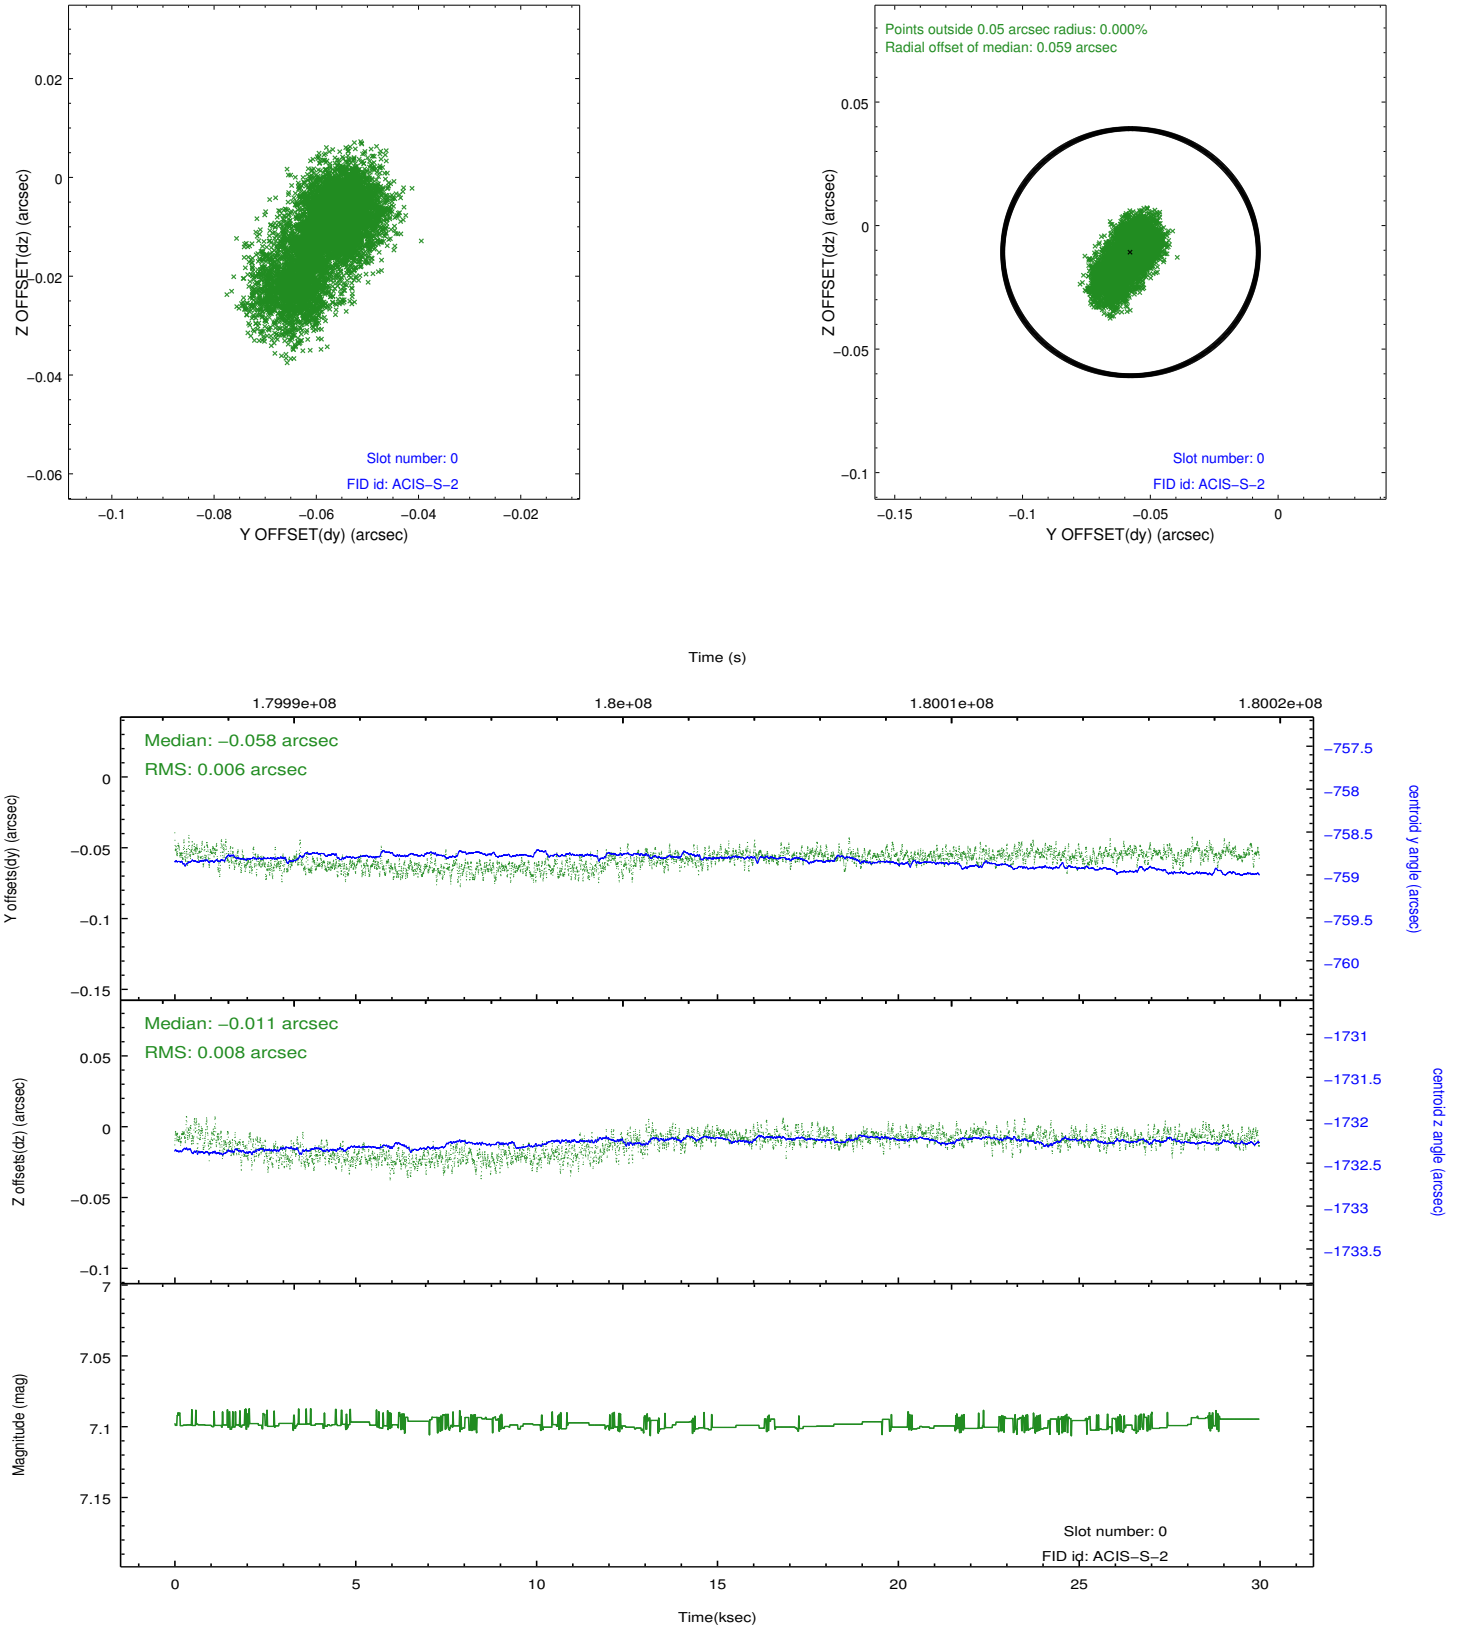 0.02
0
−0.02
−0.04
−0.06
Z OFFSET(dz) (arcsec)
Slot number: 0
FID id: ACIS−S−2
−0.1
−0.08
−0.06
−0.04
−0.02
Y OFFSET(dy) (arcsec)
Points outside 0.05 arcsec radius: 0.000%
Radial offset of median: 0.059 arcsec
0.05
0
−0.05
−0.1
Z OFFSET(dz) (arcsec)
Slot number: 0
FID id: ACIS−S−2
−0.15
−0.1
−0.05
0
Y OFFSET(dy) (arcsec)
Time (s)
1.7999e+08
1.8e+08
1.8001e+08
1.8002e+08
Median: −0.058 arcsec
RMS: 0.006 arcsec
0
−0.05
−0.1
−0.15
Y offsets(dy) (arcsec)
−757.5
−758
−758.5
−759
−759.5
−760
centroid y angle (arcsec)
Median: −0.011 arcsec
RMS: 0.008 arcsec
0.05
0
−0.05
−0.1
Z offsets(dz) (arcsec)
−1731
−1731.5
−1732
−1732.5
−1733
−1733.5
centroid z angle (arcsec)
7
7.05
7.1
7.15
Magnitude (mag)
Slot number: 0
FID id: ACIS−S−2
0
5
10
15
20
25
30
Time(ksec)